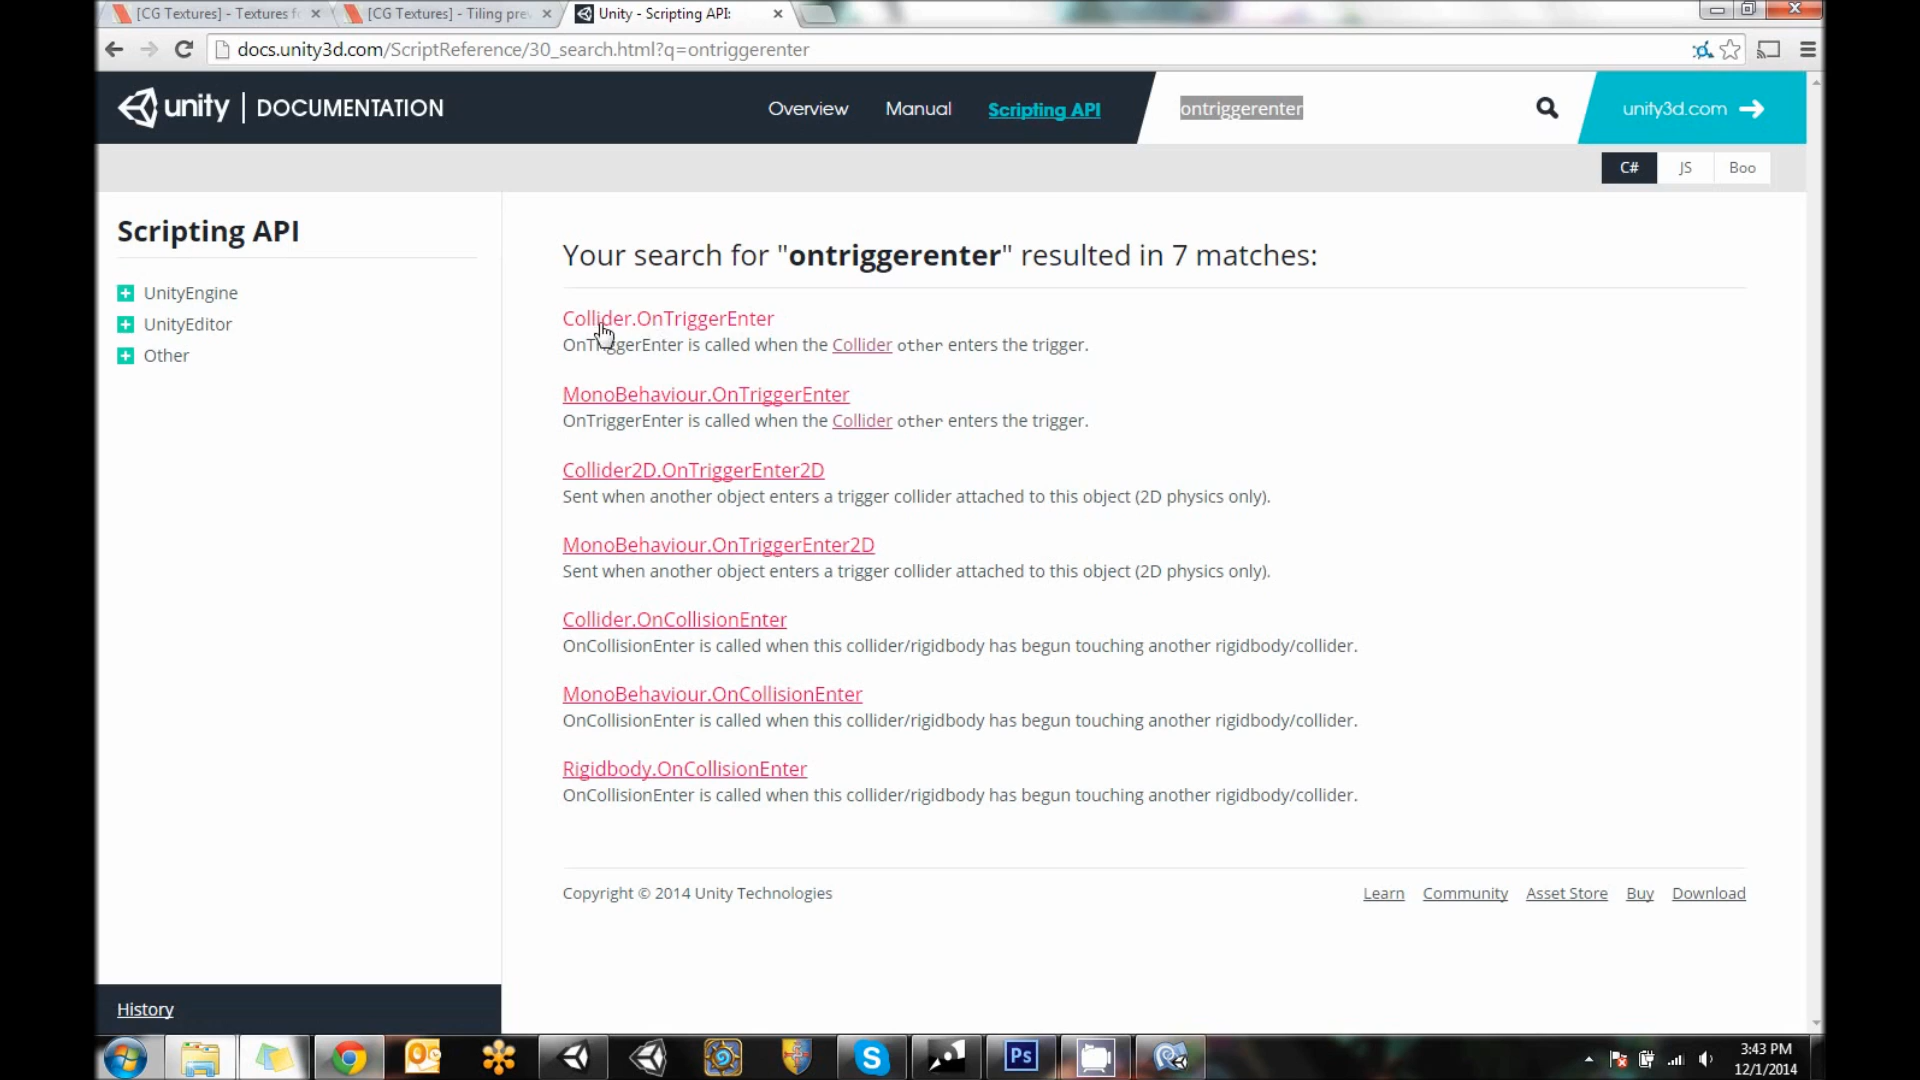 [CG Textures] - Textures fo
[CG Textures] - Tiling prev
Unity - Scripting API:
docs.unity3d.com/ScriptReference/30_search.html?q=ontriggerenter
unity | DOCUMENTATION
Overview
Manual
Scripting API
ontriggerenter
unity3d.com
C#
JS
Boo
Scripting API
UnityEngine
UnityEditor
Other
Your search for "ontriggerenter" resulted in 7 matches:
Collider.OnTriggerEnter
OnTriggerEnter is called when the Collider other enters the trigger.
MonoBehaviour.OnTriggerEnter
OnTriggerEnter is called when the Collider other enters the trigger.
Collider2D.OnTriggerEnter2D
Sent when another object enters a trigger collider attached to this object (2D physics only).
MonoBehaviour.OnTriggerEnter2D
Sent when another object enters a trigger collider attached to this object (2D physics only).
Collider.OnCollisionEnter
OnCollisionEnter is called when this collider/rigidbody has begun touching another rigidbody/collider.
MonoBehaviour.OnCollisionEnter
OnCollisionEnter is called when this collider/rigidbody has begun touching another rigidbody/collider.
Rigidbody.OnCollisionEnter
OnCollisionEnter is called when this collider/rigidbody has begun touching another rigidbody/collider.
Copyright © 2014 Unity Technologies
Learn
Community
Asset Store
Buy
Download
History
Ps
3:43 PM
12/1/2014